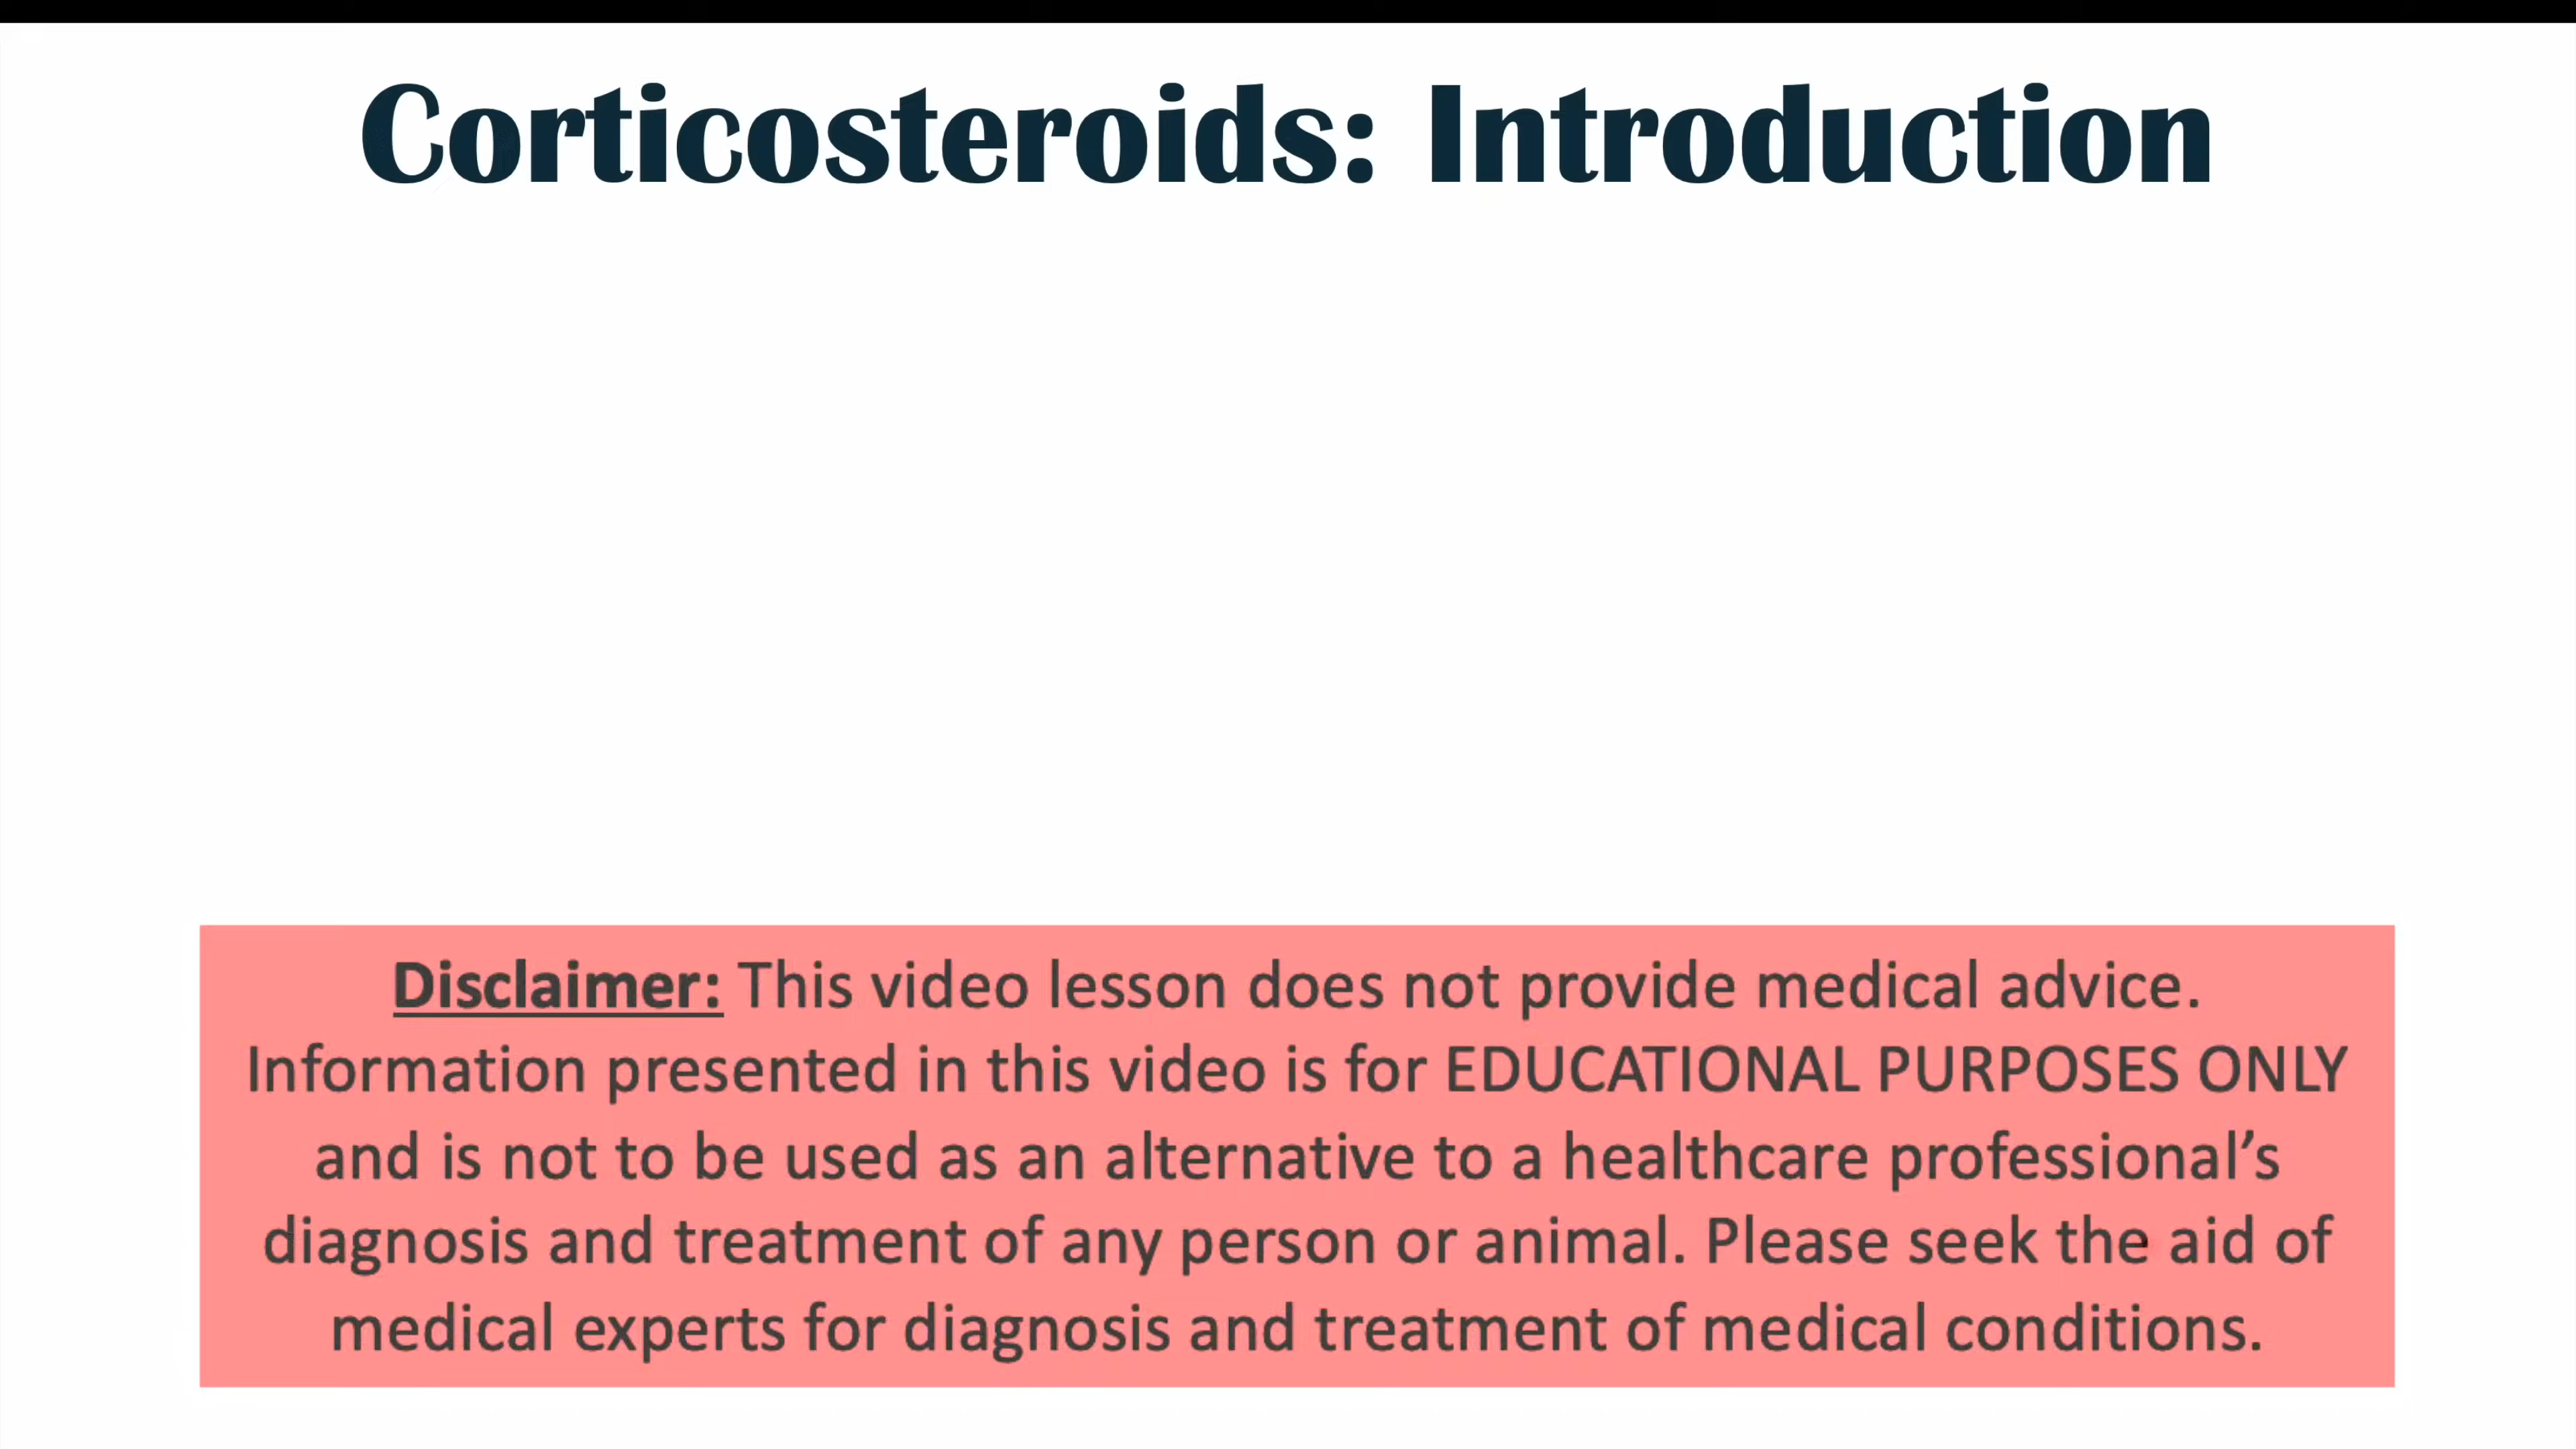 Corticosteroids: Introduction
Disclaimer: This video lesson does not provide medical advice.
Information presented in this video is for EDUCATIONAL PURPOSES ONLY
and is not to be used as an alternative to a healthcare professional’s
diagnosis and treatment of any person or animal. Please seek the aid of
medical experts for diagnosis and treatment of medical conditions.